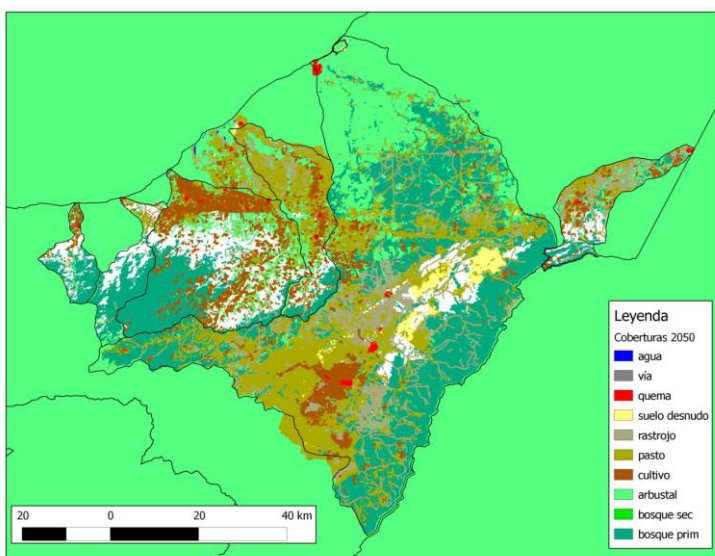 Leyenda
Coberturas 2050
agua
vía
quema
suelo desnudo
rastrojo
pasto
cultivo
arbustal
bosque sec
bosque prim
20 0 20 40 km